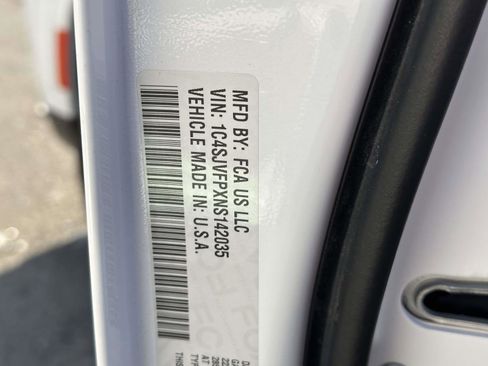 MFD BY: FCA US LLC
VIN: 1C4SJVFPXNS142035
VEHICLE MADE IN: U.S.A.